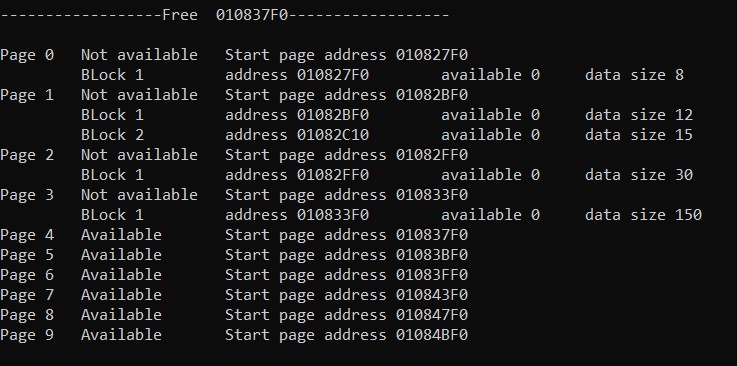 ------------------Free  010837F0------------------
Page 0   Not available   Start page address 010827F0
         BLock 1         address 010827F0        available 0     data size 8
Page 1   Not available   Start page address 01082BF0
         BLock 1         address 01082BF0        available 0     data size 12
         BLock 2         address 01082C10        available 0     data size 15
Page 2   Not available   Start page address 01082FF0
         BLock 1         address 01082FF0        available 0     data size 30
Page 3   Not available   Start page address 010833F0
         BLock 1         address 010833F0        available 0     data size 150
Page 4   Available       Start page address 010837F0
Page 5   Available       Start page address 01083BF0
Page 6   Available       Start page address 01083FF0
Page 7   Available       Start page address 010843F0
Page 8   Available       Start page address 010847F0
Page 9   Available       Start page address 01084BF0